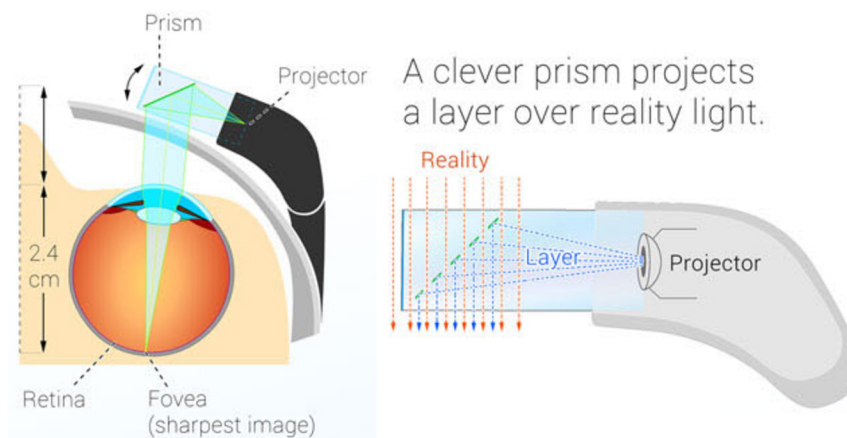 Prism
Projector
2.4
cm
Retina
Fovea
(sharpest image)
A clever prism projects
a layer over reality light.
Reality
Layer
Projector